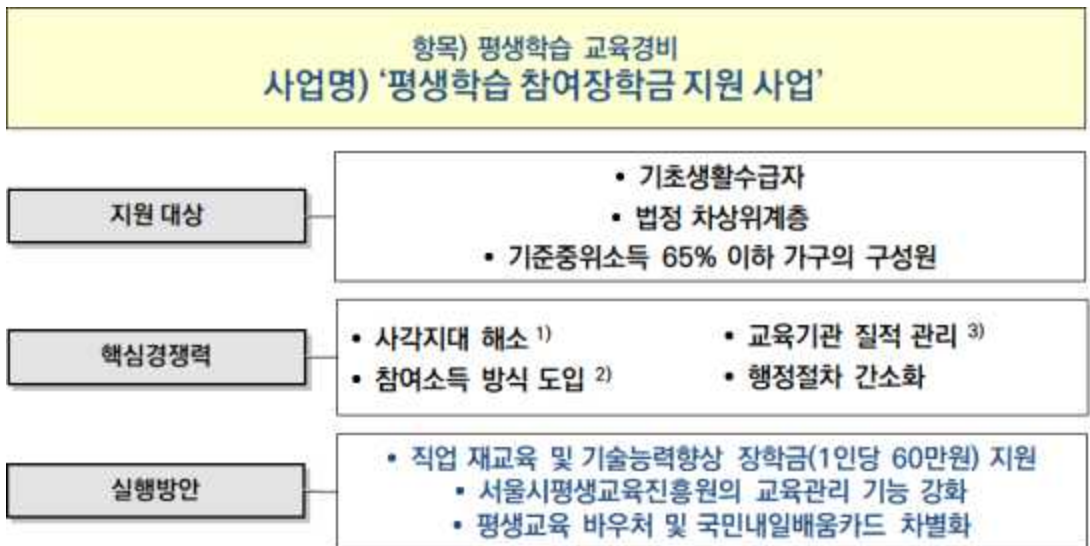 항목) 평생학습 교육경비
사업명) ‘평생학습 참여장학금 지원 사업’
지원 대상
• 기초생활수급자
• 법정 차상위계층
• 기준중위소득 65% 이하 가구의 구성원
핵심경쟁력
• 사각지대 해소 1)
• 교육기관 질적 관리 3)
• 참여소득 방식 도입 2)
• 행정절차 간소화
실행방안
• 직업 재교육 및 기술능력향상 장학금(1인당 60만원) 지원
• 서울시평생교육진흥원의 교육관리 기능 강화
• 평생교육 바우처 및 국민내일배움카드 차별화